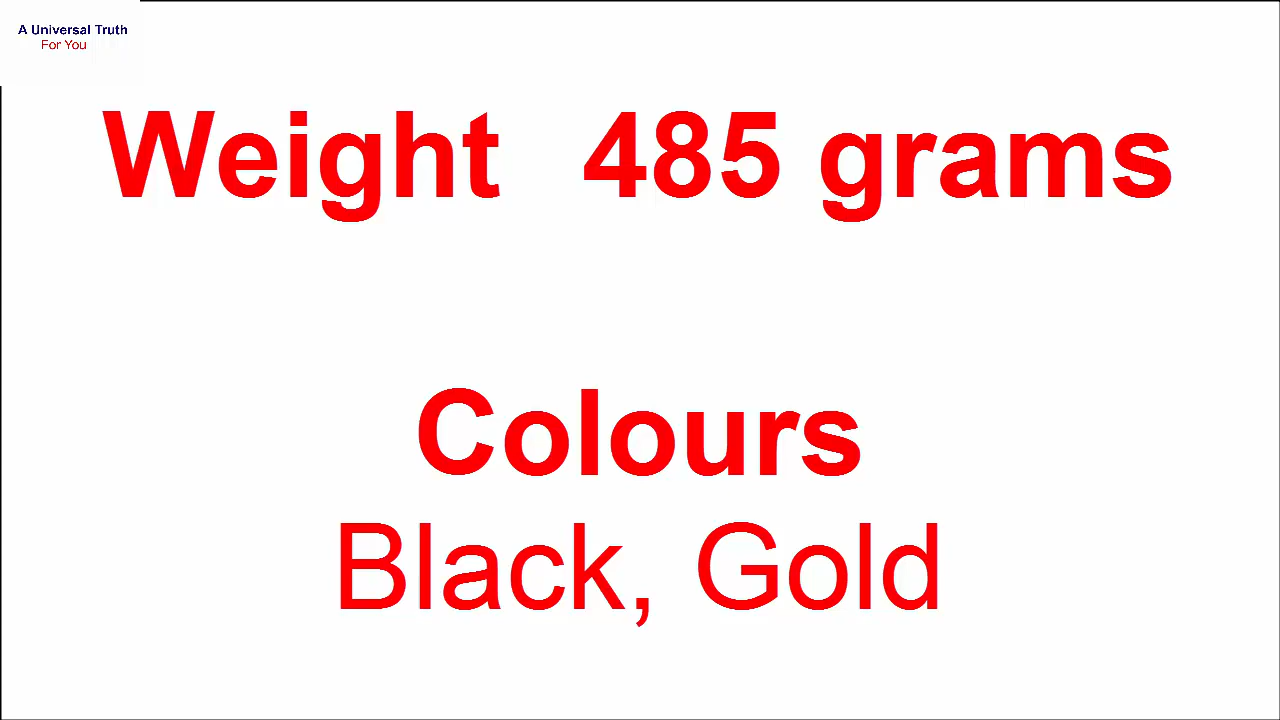 A Universal Truth
For You
Weight 485 grams
Colours
Black, Gold